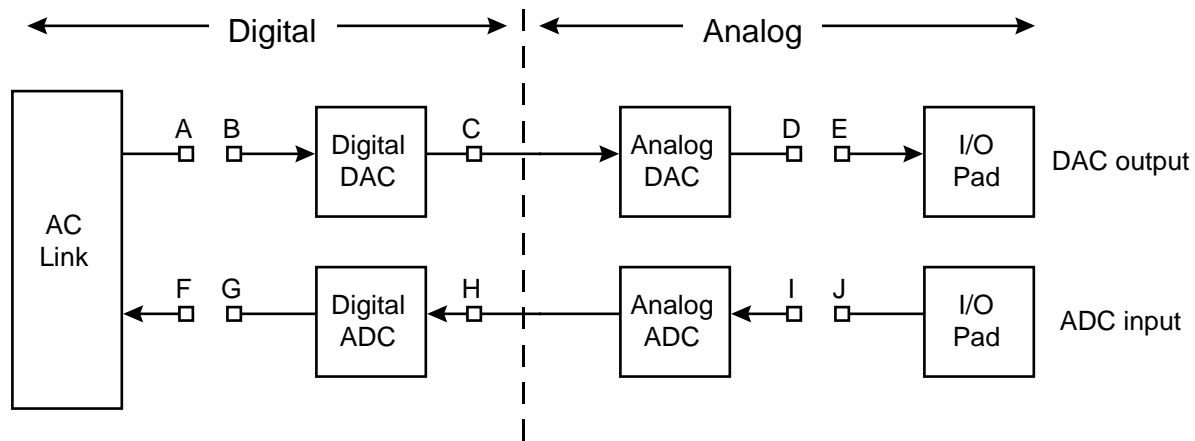 Digital
Analog
A
B
C
D
E
Digital
DAC
Analog
DAC
I/O
Pad
DAC output
AC
Link
F
G
H
I
J
Digital
ADC
Analog
ADC
I/O
Pad
ADC input